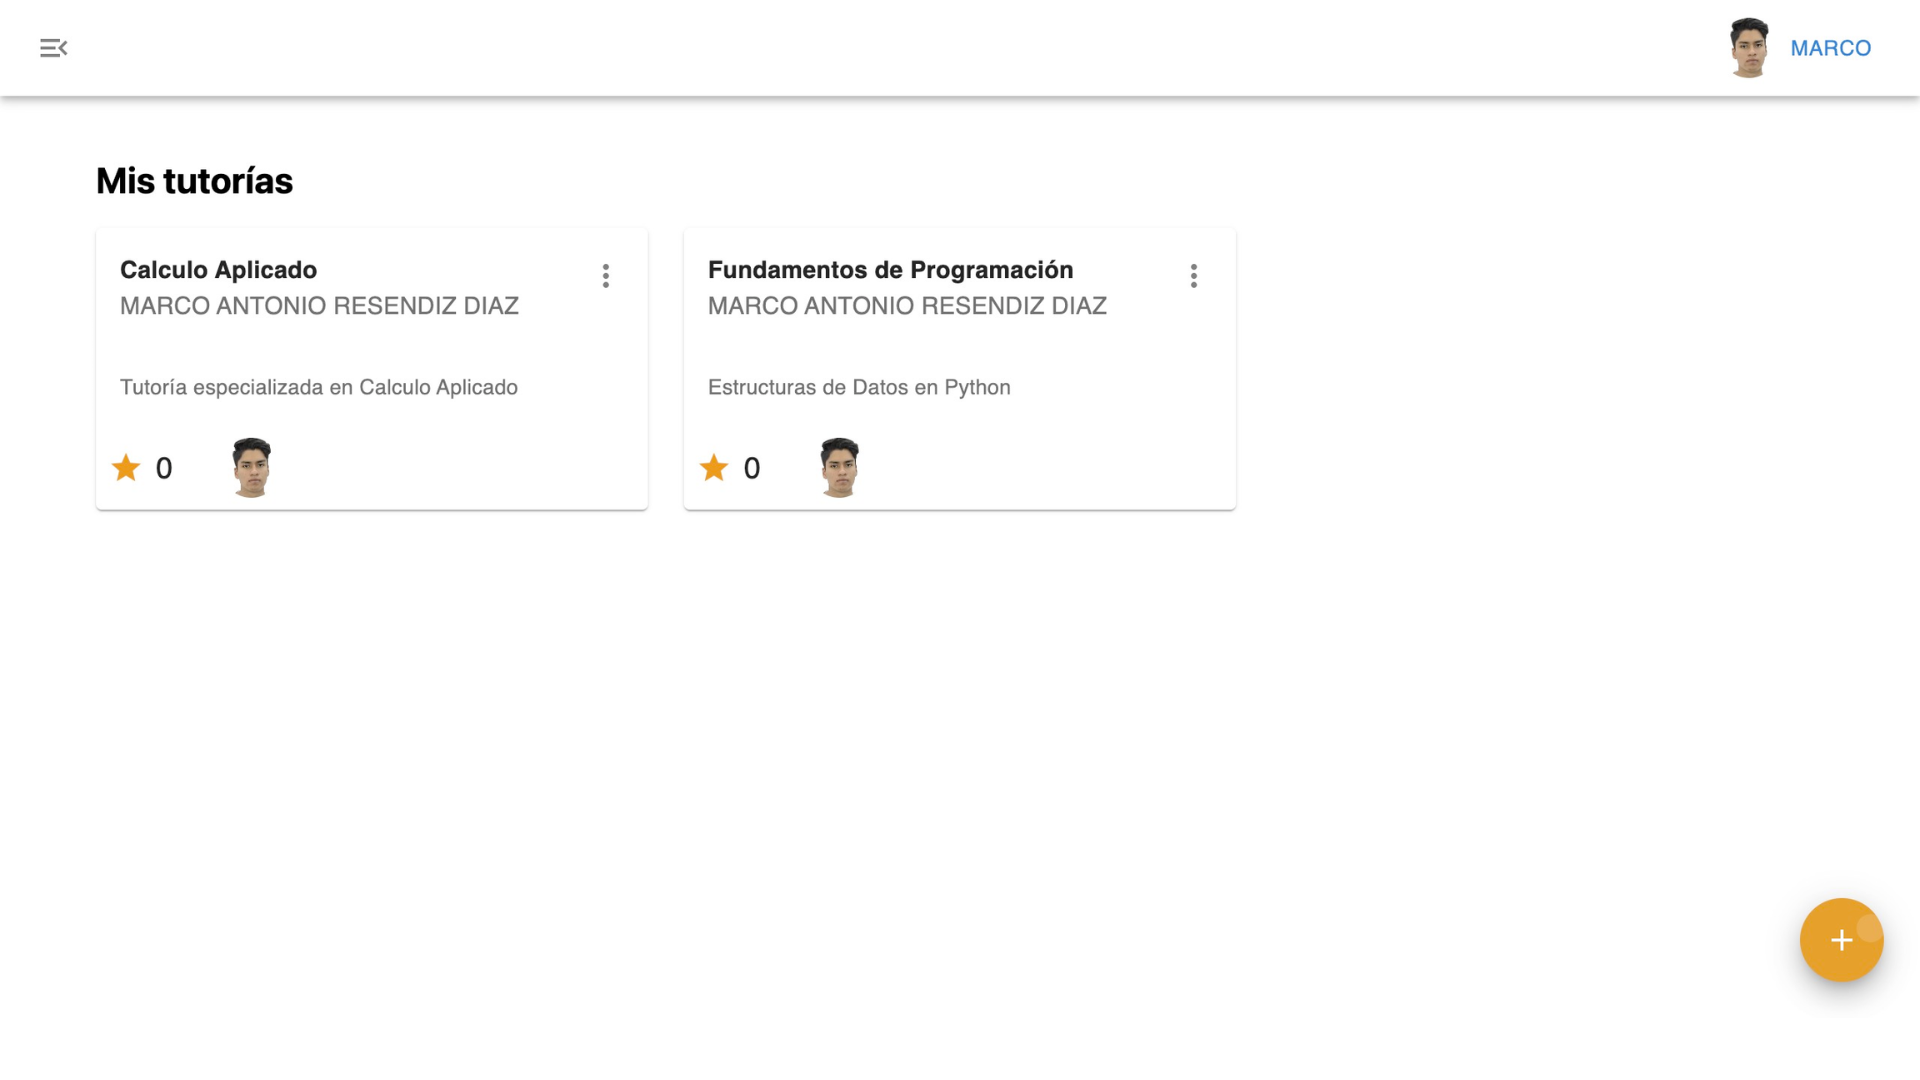 MARCO
Mis tutorías
Calculo Aplicado
MARCO ANTONIO RESENDIZ DIAZ
Tutoría especializada en Calculo Aplicado
0
Fundamentos de Programación
MARCO ANTONIO RESENDIZ DIAZ
Estructuras de Datos en Python
0